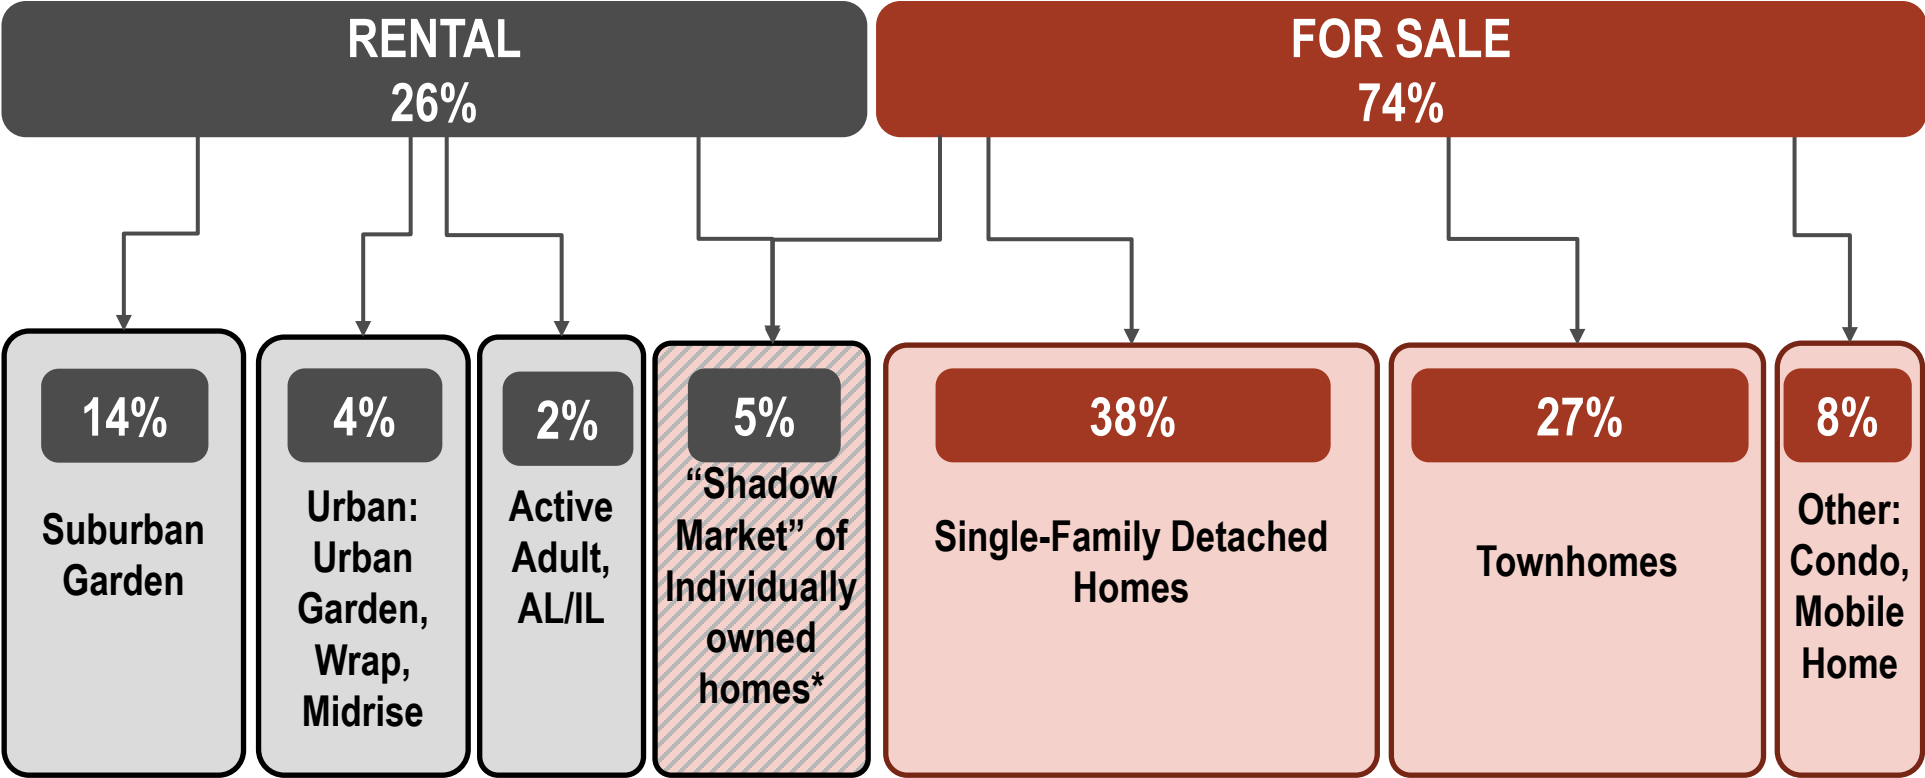 RENTAL
26%
FOR SALE
74%
14%
Suburban
Garden
4%
Urban:
Urban
Garden,
Wrap,
Midrise
2%
Active
Adult,
AL/IL
5%
“Shadow
Market” of
Individually
owned
homes*
38%
Single-Family Detached
Homes
27%
Townhomes
8%
Other:
Condo,
Mobile
Home